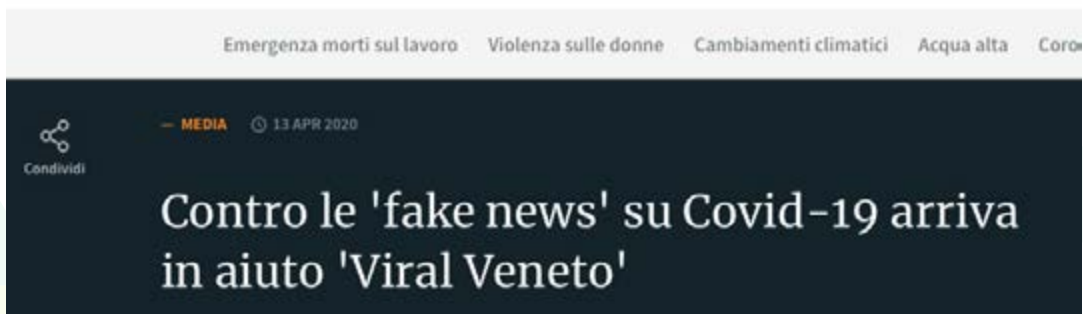 Emergenza morti sul lavoro Violenza sulle donne Cambiamenti climatici Acqua alta
— MEDIA 13 APR 2020
Condividi
Contro le 'fake news' su Covid-19 arriva
in aiuto 'Viral Veneto'